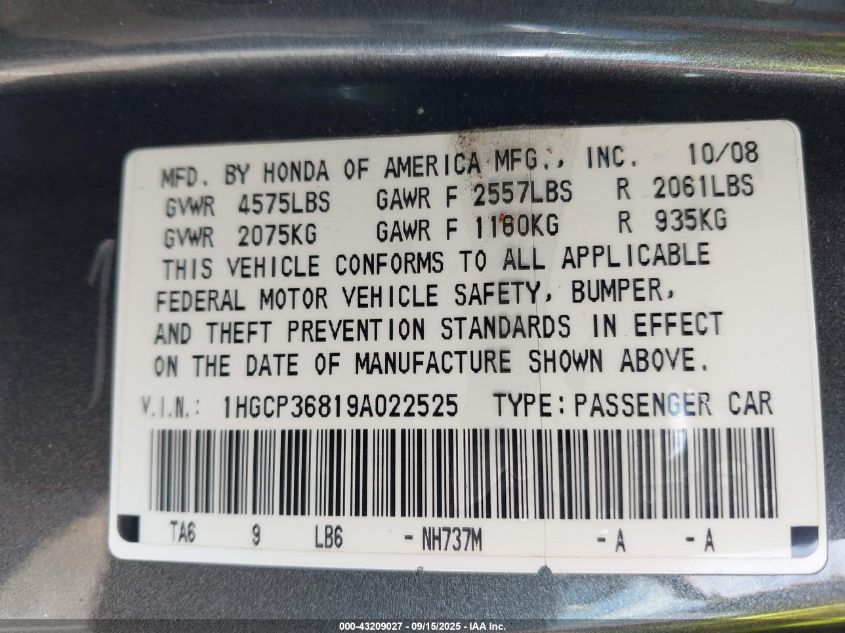 MFD. BY HONDA OF AMERICA MFG., INC. 10/08
GVWR 4575LBS GAWR F 2557LBS R 2061LBS
GVWR 2075KG GAWR F 1160KG R 935KG
THIS VEHICLE CONFORMS TO ALL APPLICABLE
FEDERAL MOTOR VEHICLE SAFETY, BUMPER,
AND THEFT PREVENTION STANDARDS IN EFFECT
ON THE DATE OF MANUFACTURE SHOWN ABOVE.
V.I.N.: 1HGCP36819A022525 TYPE: PASSENGER CAR
TA6 9 LB6 - NH737M - A - A
000-43209027 - 09/15/2025 - IAA Inc.